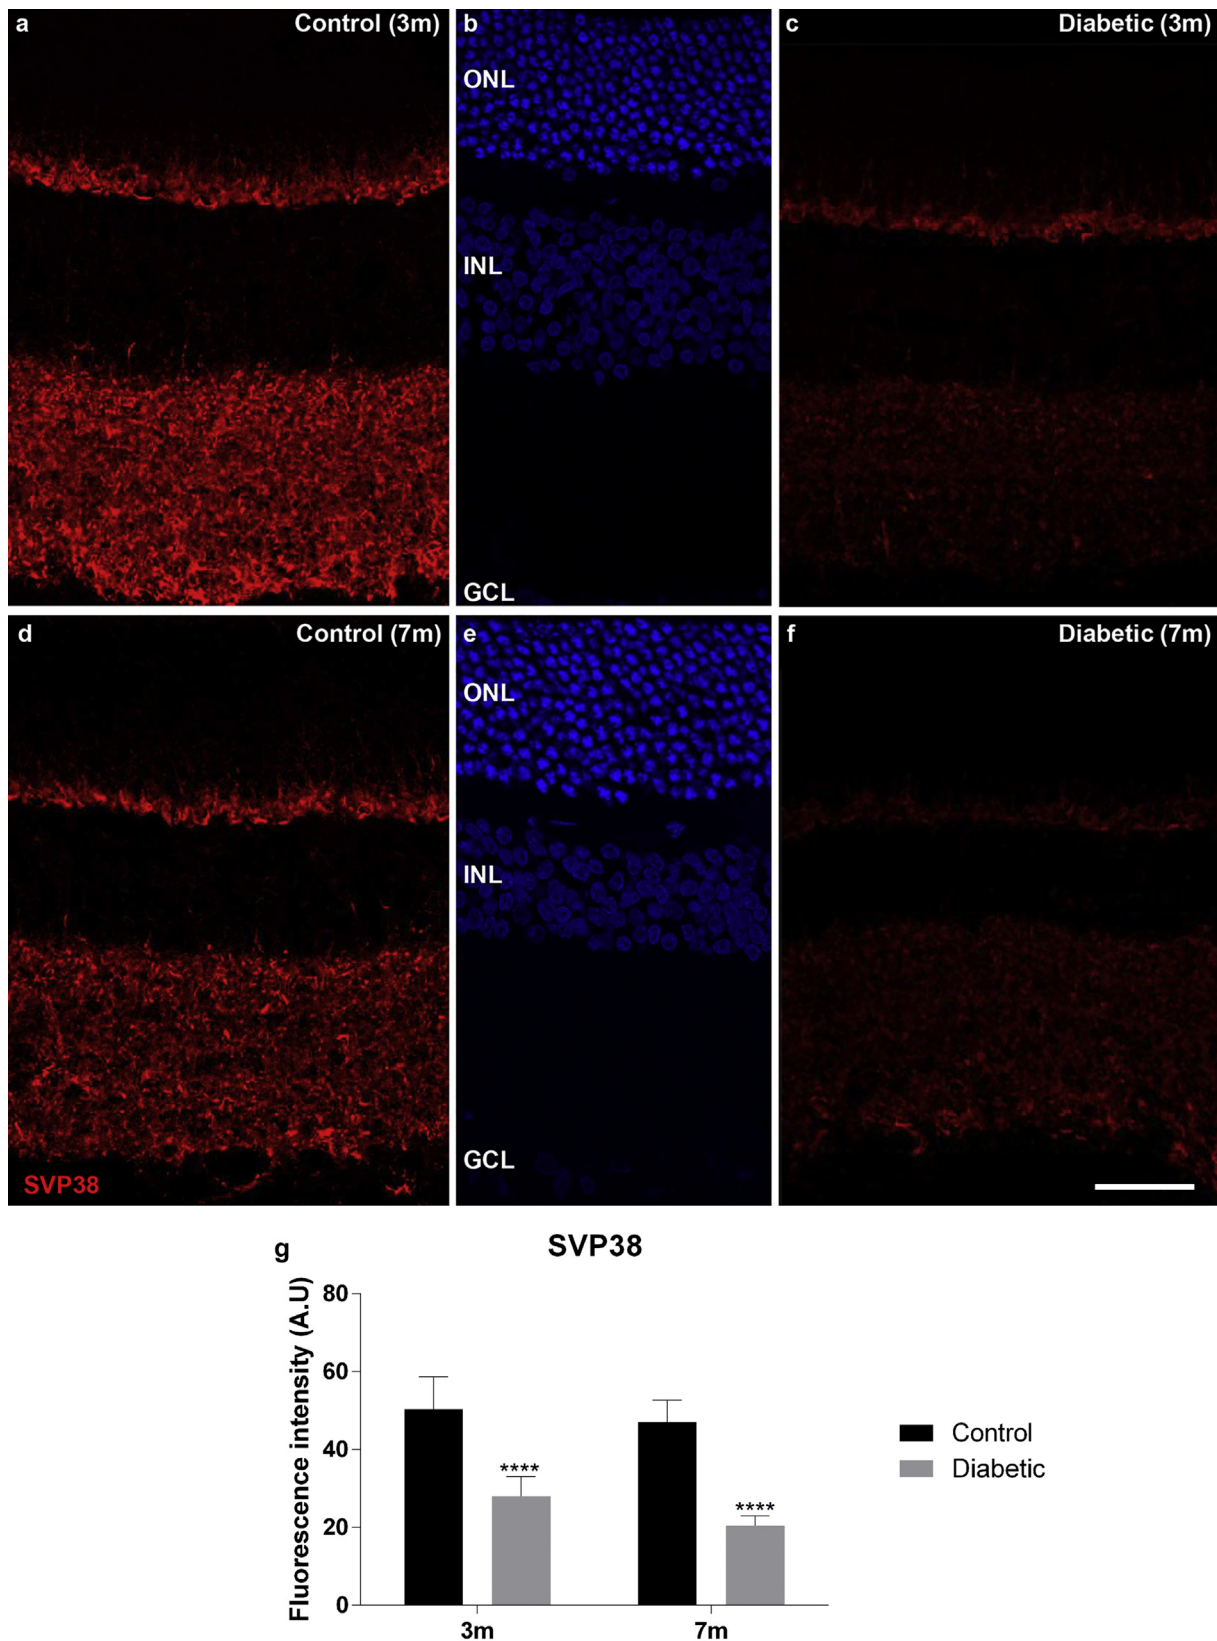 a Control (3m)
b
c Diabetic (3m)
ONL
INL
GCL
d Control (7m)
e
f Diabetic (7m)
ONL
INL
GCL
SVP38
g SVP38
Fluorescence intensity (A.U)
80
60
40
20
0
****
****
3m
7m
Control
Diabetic